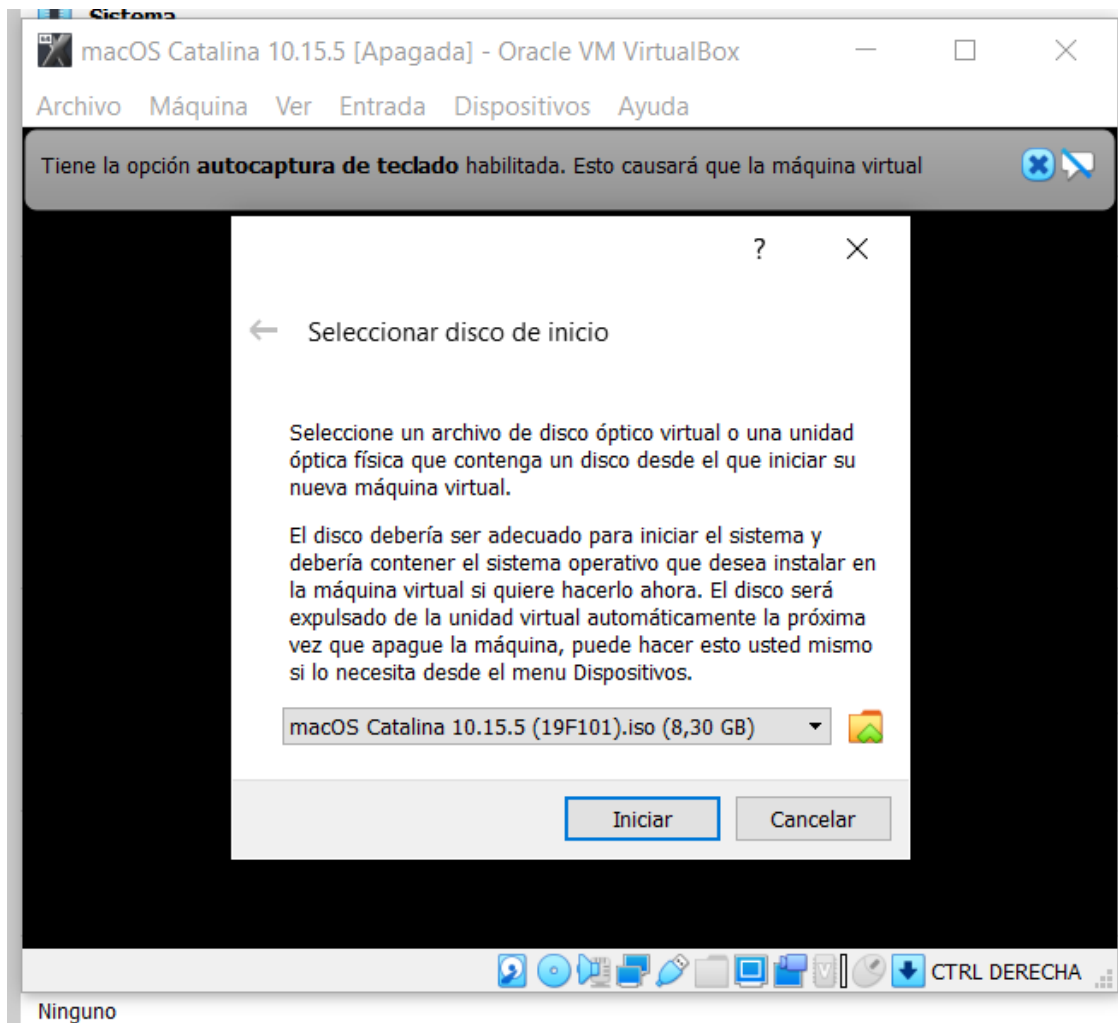 Sistema
macOS Catalina 10.15.5 [Apagada] - Oracle VM VirtualBox
Archivo Máquina Ver Entrada Dispositivos Ayuda
Tiene la opción autocaptura de teclado habilitada. Esto causará que la máquina virtual
?
Seleccionar disco de inicio
Seleccione un archivo de disco óptico virtual o una unidad
óptica física que contenga un disco desde el que iniciar su
nueva máquina virtual.
El disco debería ser adecuado para iniciar el sistema y
debería contener el sistema operativo que desea instalar en
la máquina virtual si quiere hacerlo ahora. El disco será
expulsado de la unidad virtual automáticamente la próxima
vez que apague la máquina, puede hacer esto usted mismo
si lo necesita desde el menu Dispositivos.
macOS Catalina 10.15.5 (19F101).iso (8,30 GB)
Iniciar Cancelar
CTRL DERECHA
Ninguno